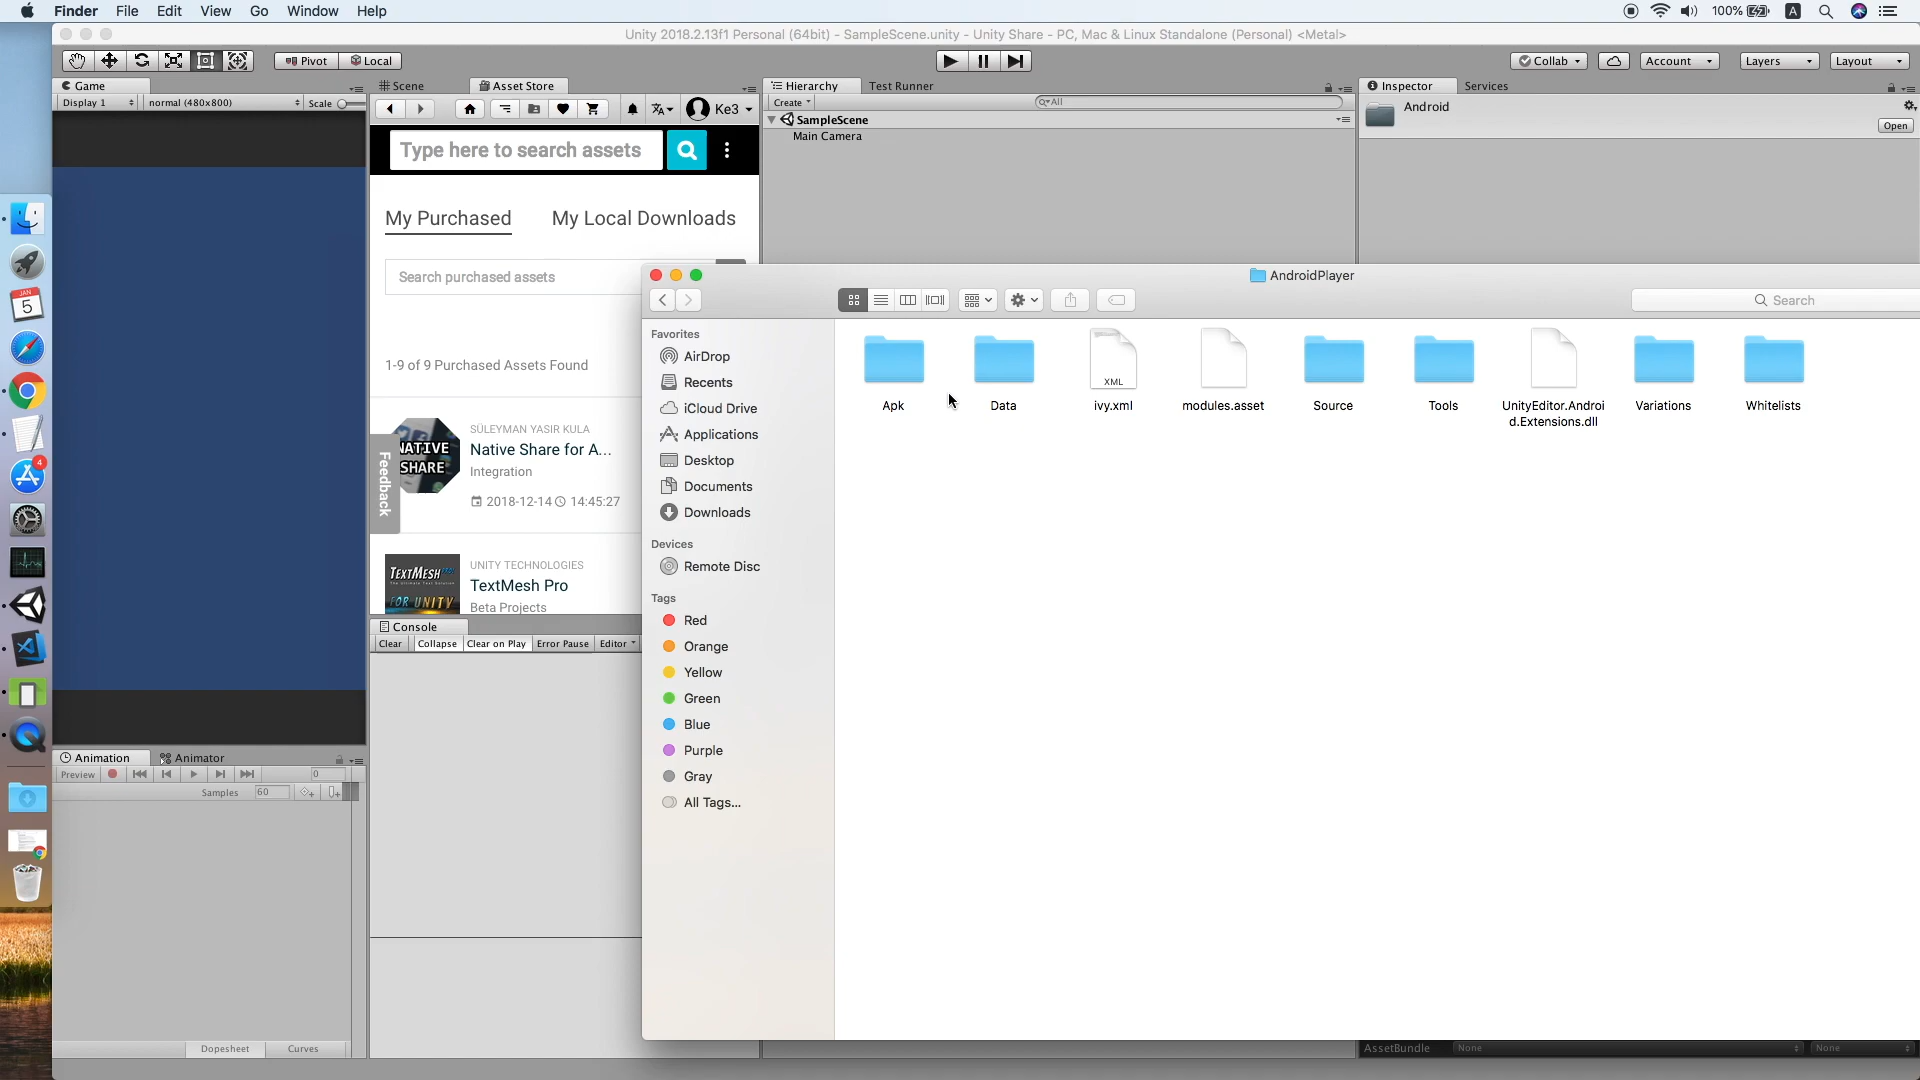 Finder File Edit View Go Window Help
100%
A
Unity 2018.2.13f1 Personal (64bit) - SampleScene.unity - Unity Share - PC, Mac & Linux Standalone (Personal) <Metal>
Pivot
Local
Collab
Account
Layers
Layout
Game
Display 1
normal (480x800)
Scale
Scene
Asset Store
Ke3
Type here to search assets
My Purchased
My Local Downloads
Search purchased assets
1-9 of 9 Purchased Assets Found
NATIVE
SHARE
SÜLEYMAN YASIR KULA
Native Share for A...
Integration
2018-12-14 14:45:27
Feedback
TEXTMESH
FOR UNITY
UNITY TECHNOLOGIES
TextMesh Pro
Beta Projects
Console
Clear
Collapse
Clear on Play
Error Pause
Editor
Hierarchy
Test Runner
Create
All
SampleScene
Main Camera
Inspector
Services
Android
Open
AndroidPlayer
Search
Favorites
AirDrop
Recents
iCloud Drive
Applications
Desktop
Documents
Downloads
Devices
Remote Disc
Tags
Red
Orange
Yellow
Green
Blue
Purple
Gray
All Tags...
Apk
Data
XML
ivy.xml
modules.asset
Source
Tools
UnityEditor.Androi
d.Extensions.dll
Variations
Whitelists
JAN
5
4
Animation
Animator
Preview
0
Samples
60
Dopesheet
Curves
AssetBundle
None
None